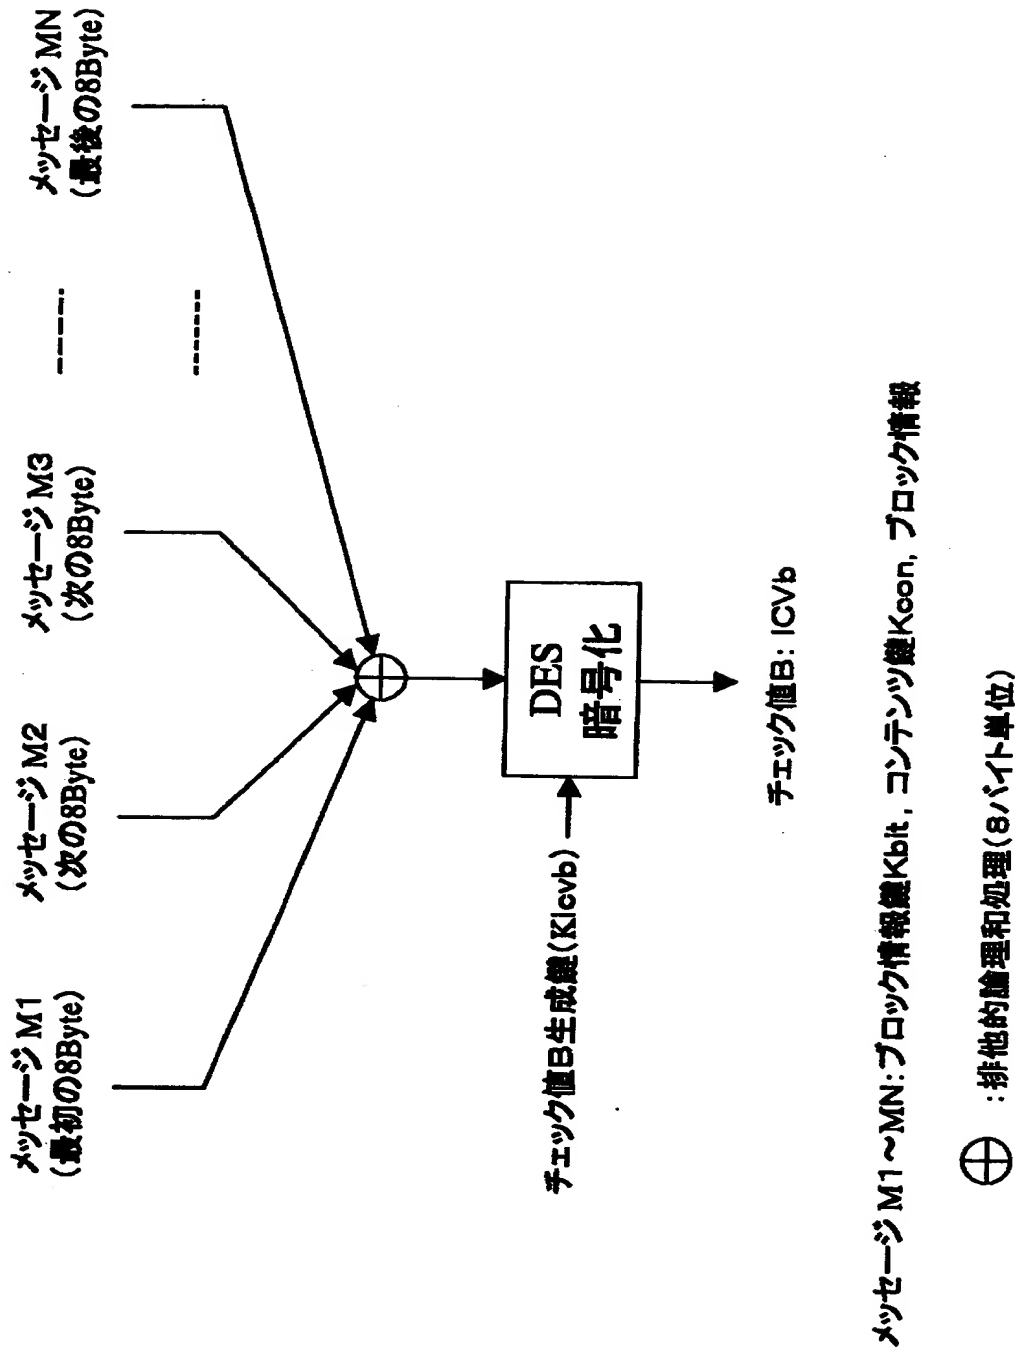 メッセージ M1
(最初の8Byte)
メッセージ M2
(次の8Byte)
メッセージ M3
(次の8Byte)
メッセージ MN
(最後の8Byte)
チェック値B生成鍵(Kicvb)
DES
暗号化
チェック値B: ICVb
メッセージ M1～MN:ブロック情報鍵Kbit, コンテンツ鍵Kcon, ブロック情報
:排他的論理和処理(8バイト単位)